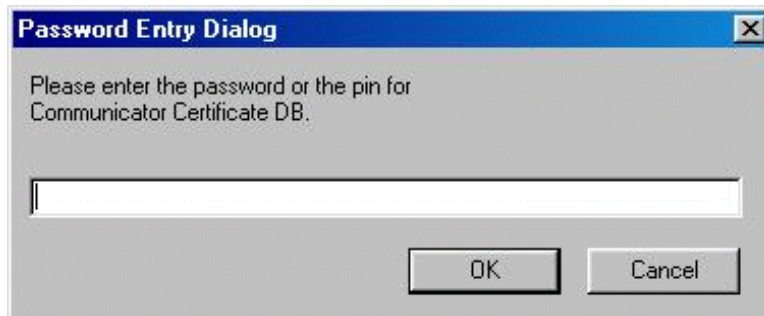 Password Entry Dialog
Please enter the password or the pin for
Communicator Certificate DB.
OK
Cancel